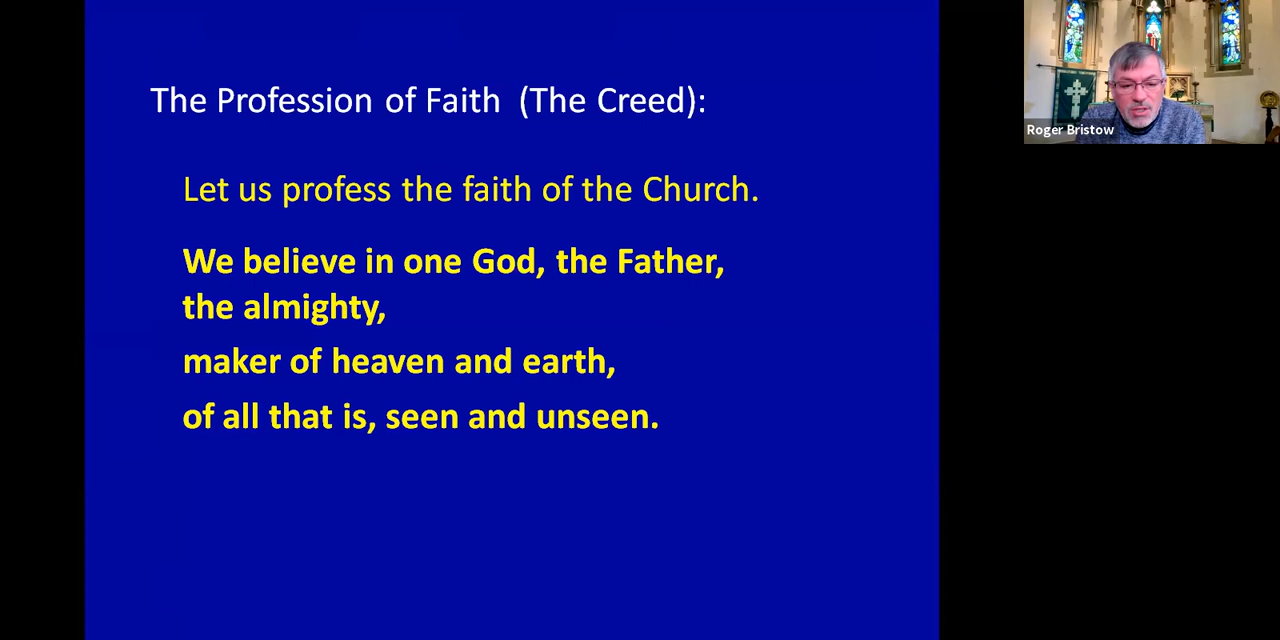 The Profession of Faith (The Creed):
Let us profess the faith of the Church.
We believe in one God, the Father,
the almighty,
maker of heaven and earth,
of all that is, seen and unseen.
Roger Bristow